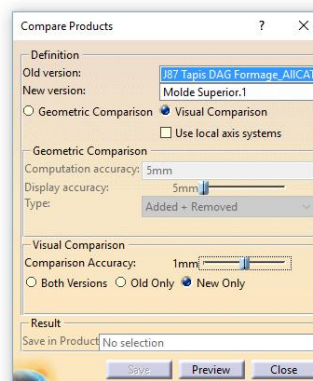 Compare Products ? ×
Definition
Old version: J87 Tapis DAG Formage_AllCAT
New version: Molde Superior.1
Geometric Comparison Visual Comparison
Use local axis systems
Geometric Comparison
Computation accuracy: 5mm
Display accuracy: 5mm
Type: Added + Removed
Visual Comparison
Comparison Accuracy: 1mm
Both Versions Old Only New Only
Result
Save in Product No selection
Save Preview Close